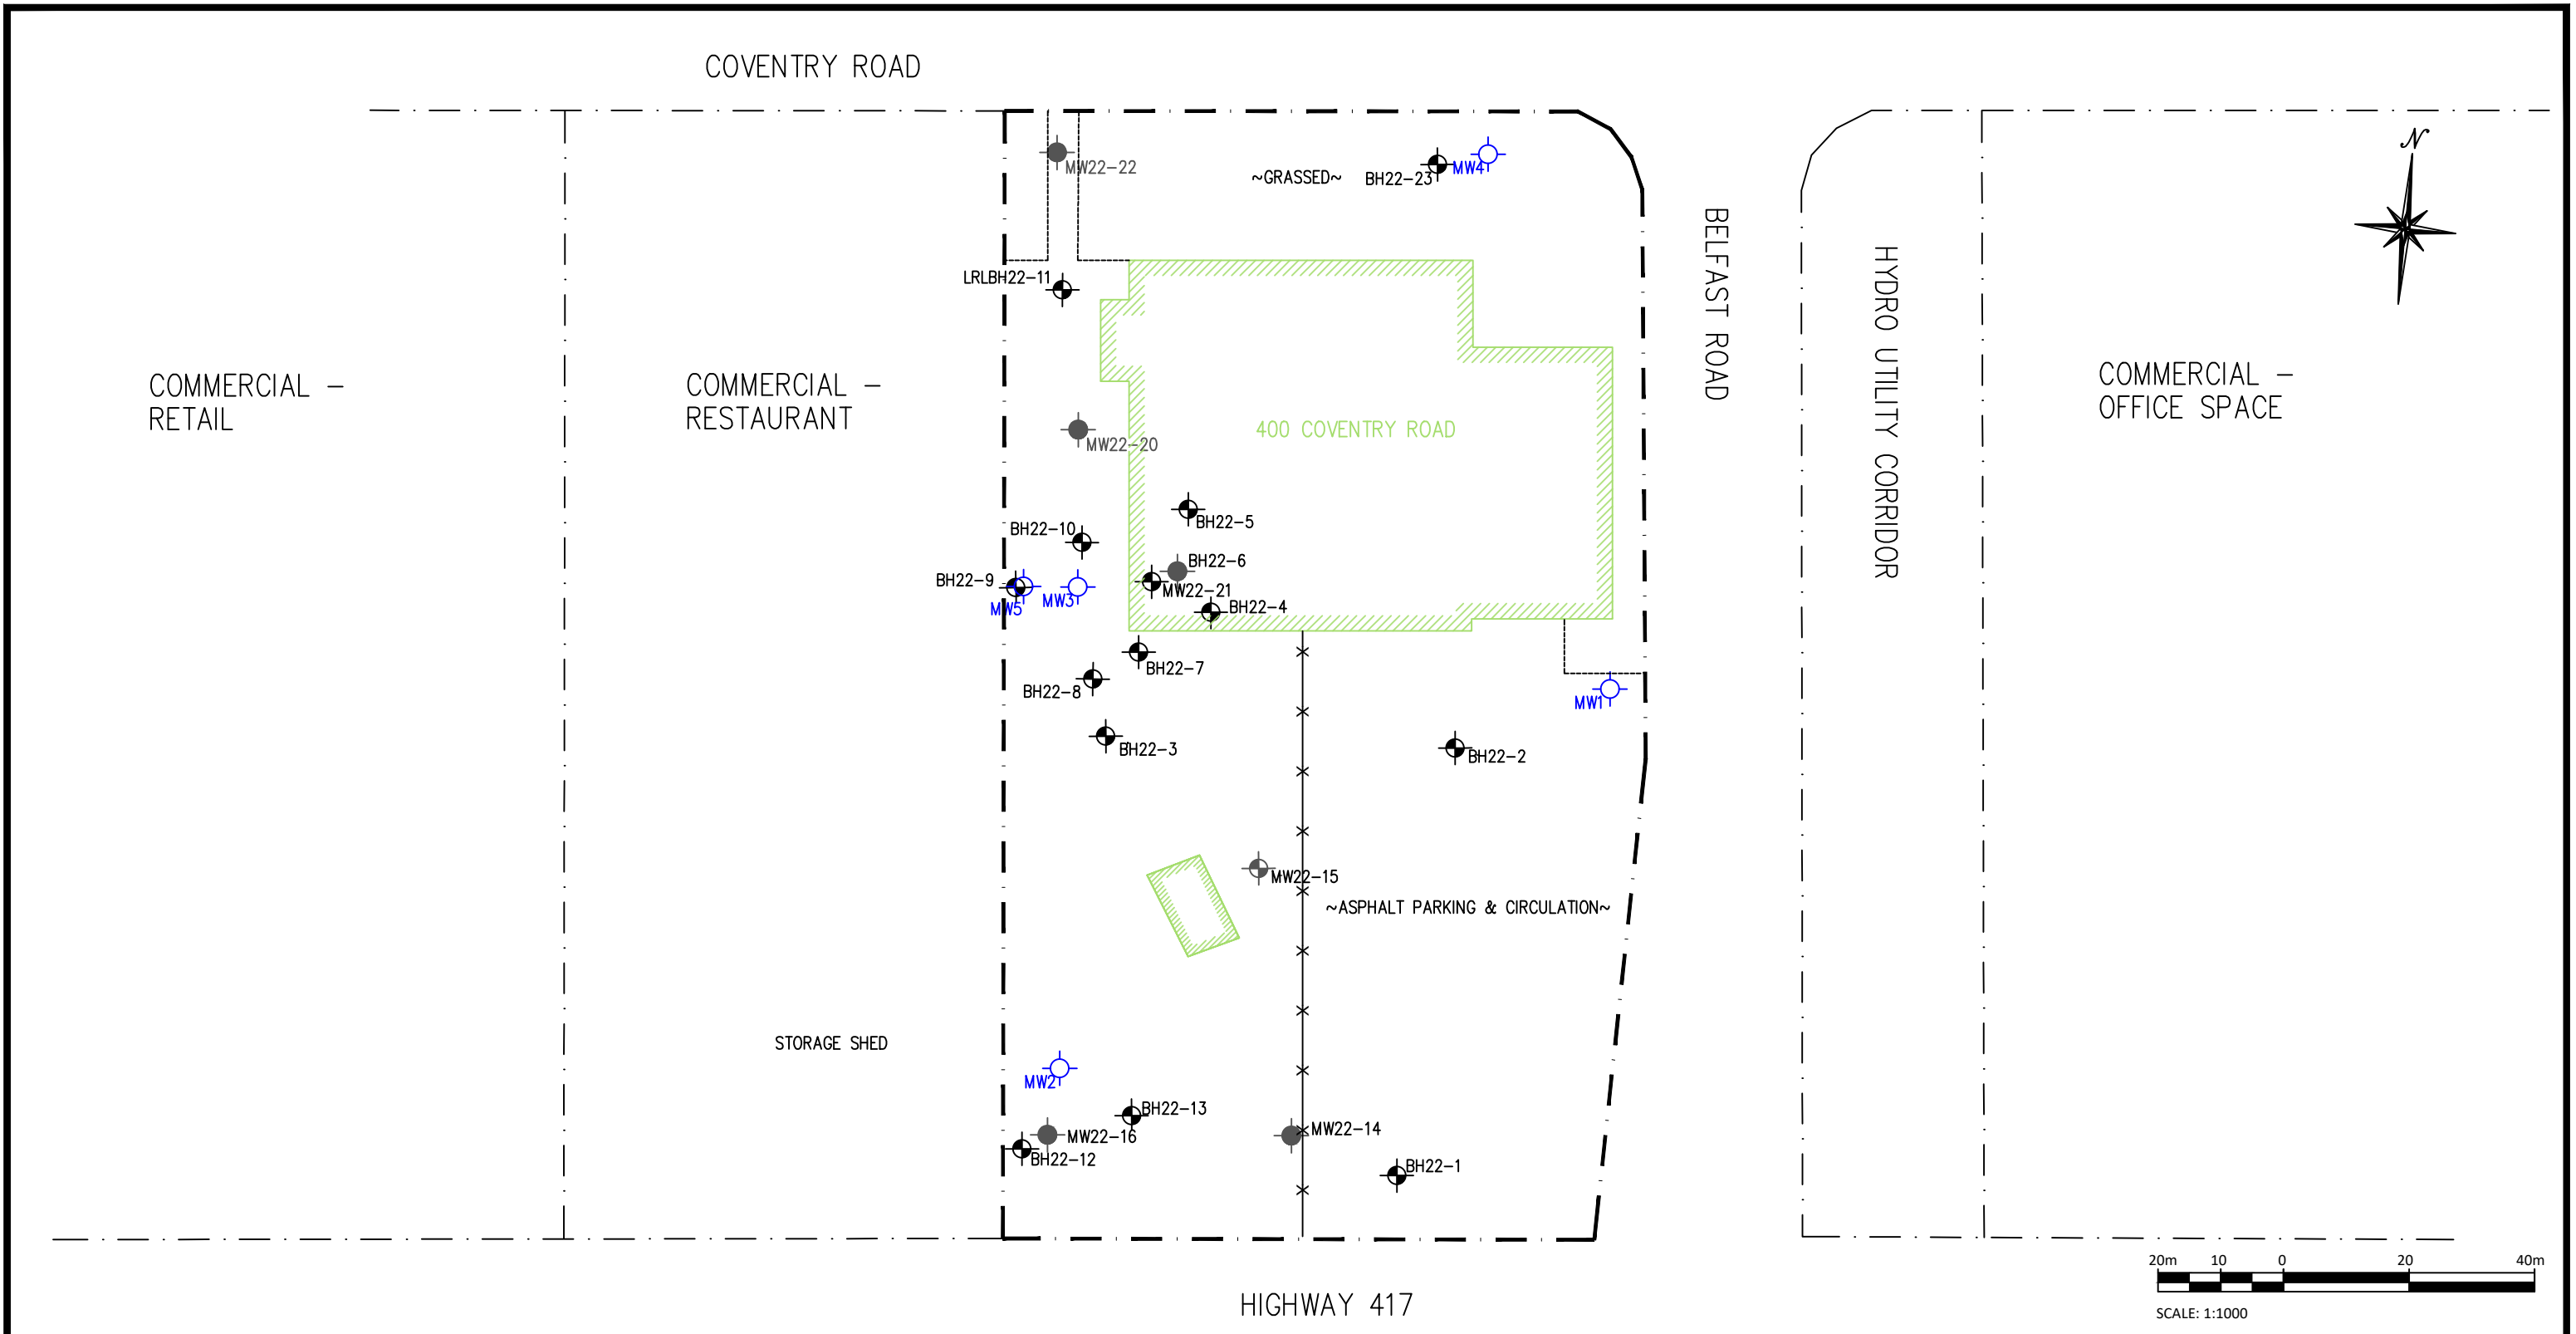 COVENTRY ROAD
N
MW22-22
~GRASSED~
BH22-23
MW4
BELFAST ROAD
HYDRO UTILITY CORRIDOR
LRLBH22-11
COMMERCIAL -
RETAIL
COMMERCIAL -
RESTAURANT
400 COVENTRY ROAD
COMMERCIAL -
OFFICE SPACE
MW22-20
BH22-5
BH22-10
BH22-6
BH22-9
MW5
MW3
MW22-21
BH22-4
BH22-7
BH22-8
MW1
BH22-3
BH22-2
MW22-15
~ASPHALT PARKING & CIRCULATION~
STORAGE SHED
MW2
BH22-13
MW22-16
MW22-14
BH22-12
BH22-1
20m 10 0 20 40m
SCALE: 1:1000
HIGHWAY 417